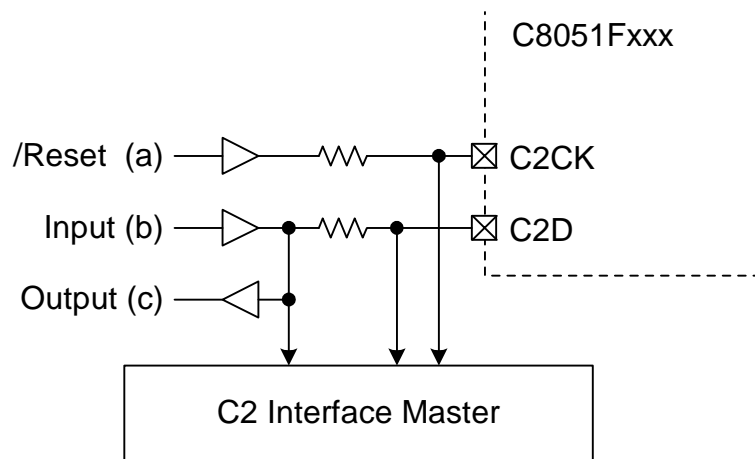 C8051Fxxx
/Reset (a)
C2CK
Input (b)
C2D
Output (c)
C2 Interface Master